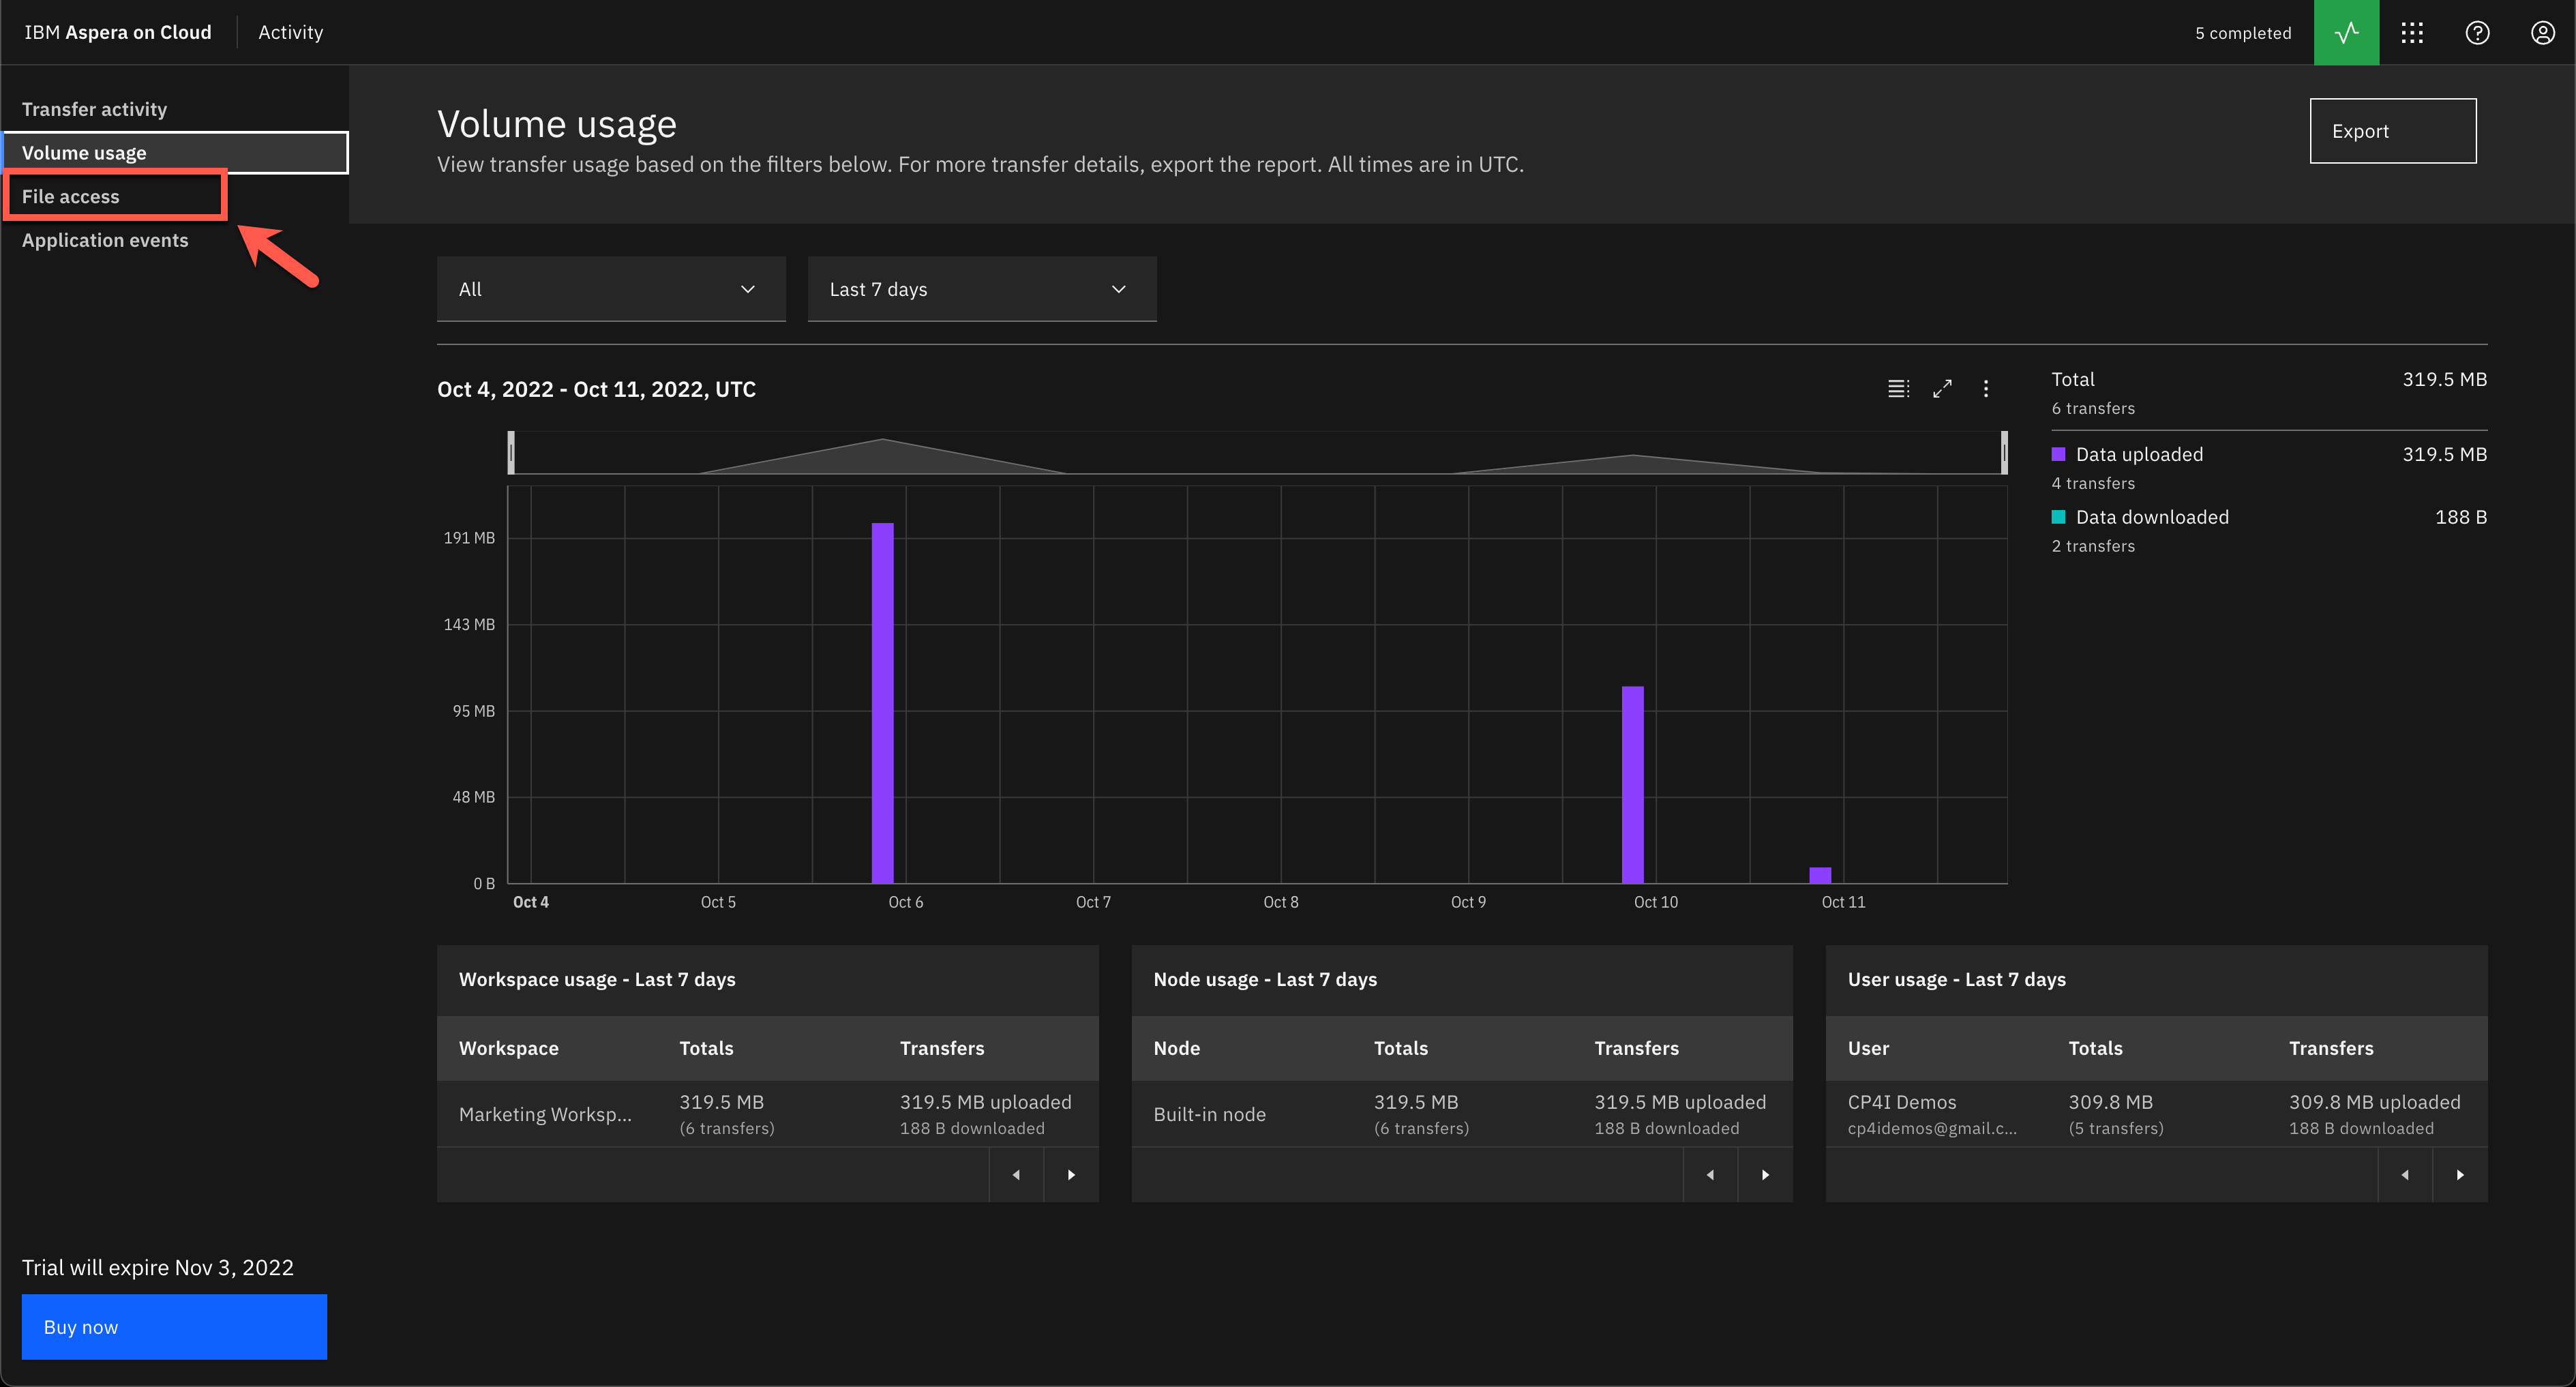 IBM Aspera on Cloud
Activity
5 completed
Transfer activity
Volume usage
File access
Application events
Volume usage
View transfer usage based on the filters below. For more transfer details, export the report. All times are in UTC.
Export
All
Last 7 days
Oct 4, 2022 - Oct 11, 2022, UTC
Total 319.5 MB
6 transfers
Data uploaded 319.5 MB
4 transfers
Data downloaded 188 B
2 transfers
191 MB
143 MB
95 MB
48 MB
0 B
Oct 4 Oct 5 Oct 6 Oct 7 Oct 8 Oct 9 Oct 10 Oct 11
Workspace usage - Last 7 days
Workspace Totals Transfers
Marketing Worksp... 319.5 MB 319.5 MB uploaded
(6 transfers) 188 B downloaded
Node usage - Last 7 days
Node Totals Transfers
Built-in node 319.5 MB 319.5 MB uploaded
(6 transfers) 188 B downloaded
User usage - Last 7 days
User Totals Transfers
CP4I Demos 309.8 MB 309.8 MB uploaded
cp4idemos@gmail.c... (5 transfers) 188 B downloaded
Trial will expire Nov 3, 2022
Buy now